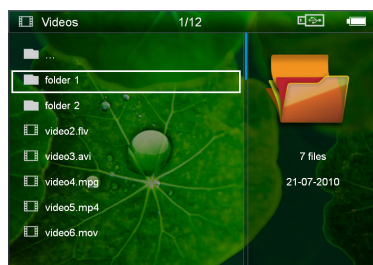 Videos 1/12
...
folder 1
folder 2
video2.flv
video3.avi
video4.mpg
video5.mp4
video6.mov
7 files
21-07-2010